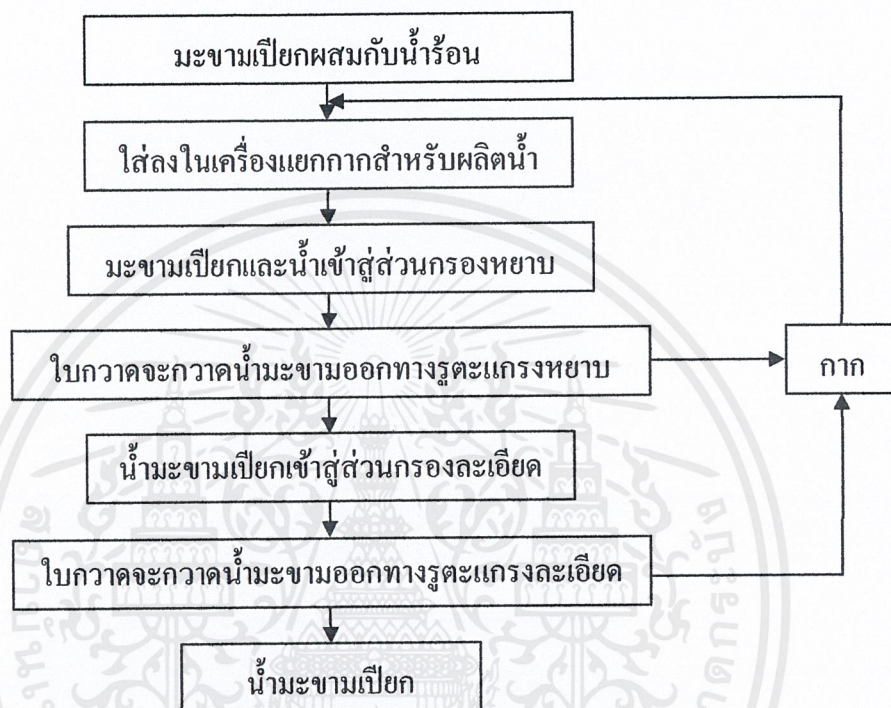 มะขามเปียกผสมกับน้ำร้อน
ใส่ลงในเครื่องแยกกากสำหรับผลิตน้ำ
มะขามเปียกและน้ำเข้าสู่ส่วนกรองหยาบ
ใบกวาดจะกวาดน้ำมะขามออกทางรูตะแกรงหยาบ
กาก
น้ำมะขามเปียกเข้าสู่ส่วนกรองละเอียด
ใบกวาดจะกวาดน้ำมะขามออกทางรูตะแกรงละเอียด
น้ำมะขามเปียก